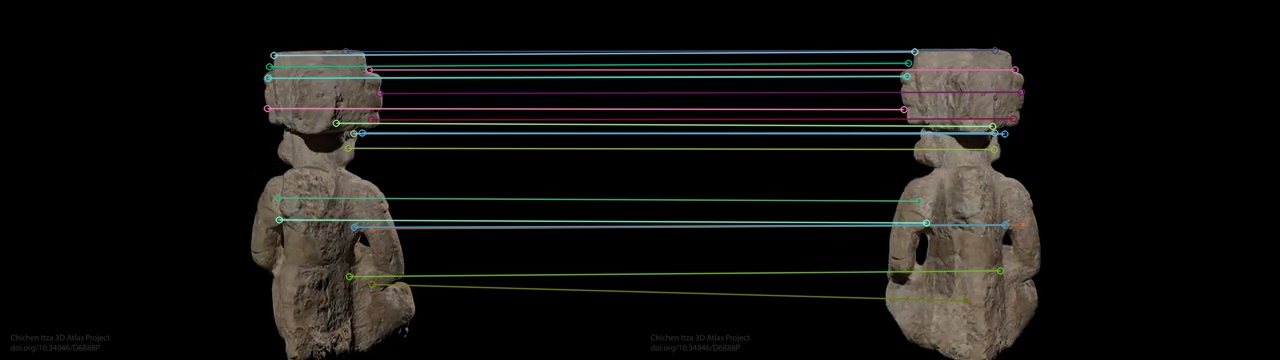 Chichen Itza 3D Atlas Project
doi.org/10.34946/D6B88P
Chichen Itza 3D Atlas Project
doi.org/10.34946/D6B88P